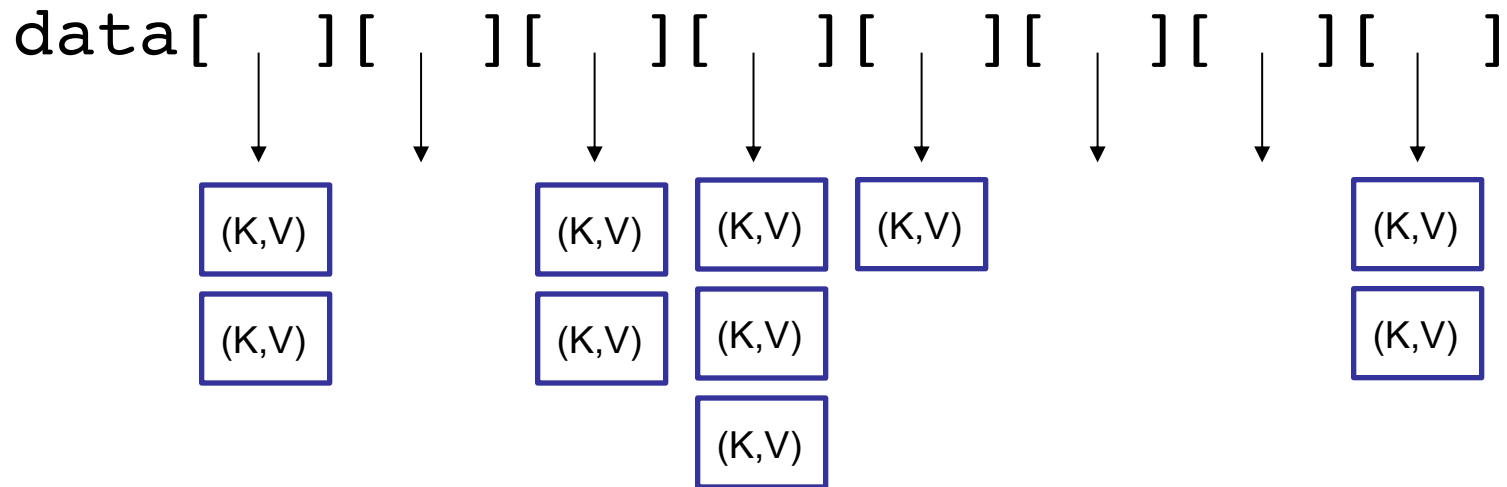 data[ ][ ][ ][ ][ ][ ][ ][ ]
(K,V) (K,V) (K,V) (K,V) (K,V)
(K,V) (K,V) (K,V) (K,V)
(K,V)